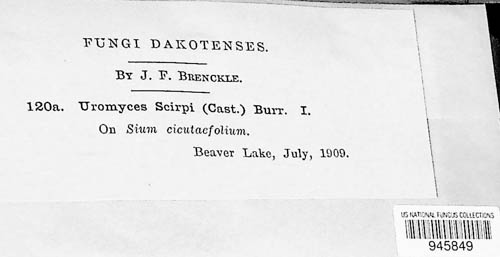 FUNGI DAKOTENSES.
BY J. F. BRENCKLE.
120a. Uromyces Scirpi (Cast.) Burr. I.
On Sium cicutaefolium.
Beaver Lake, July, 1909.
US NATIONAL FUNGUS COLLECTIONS
945849